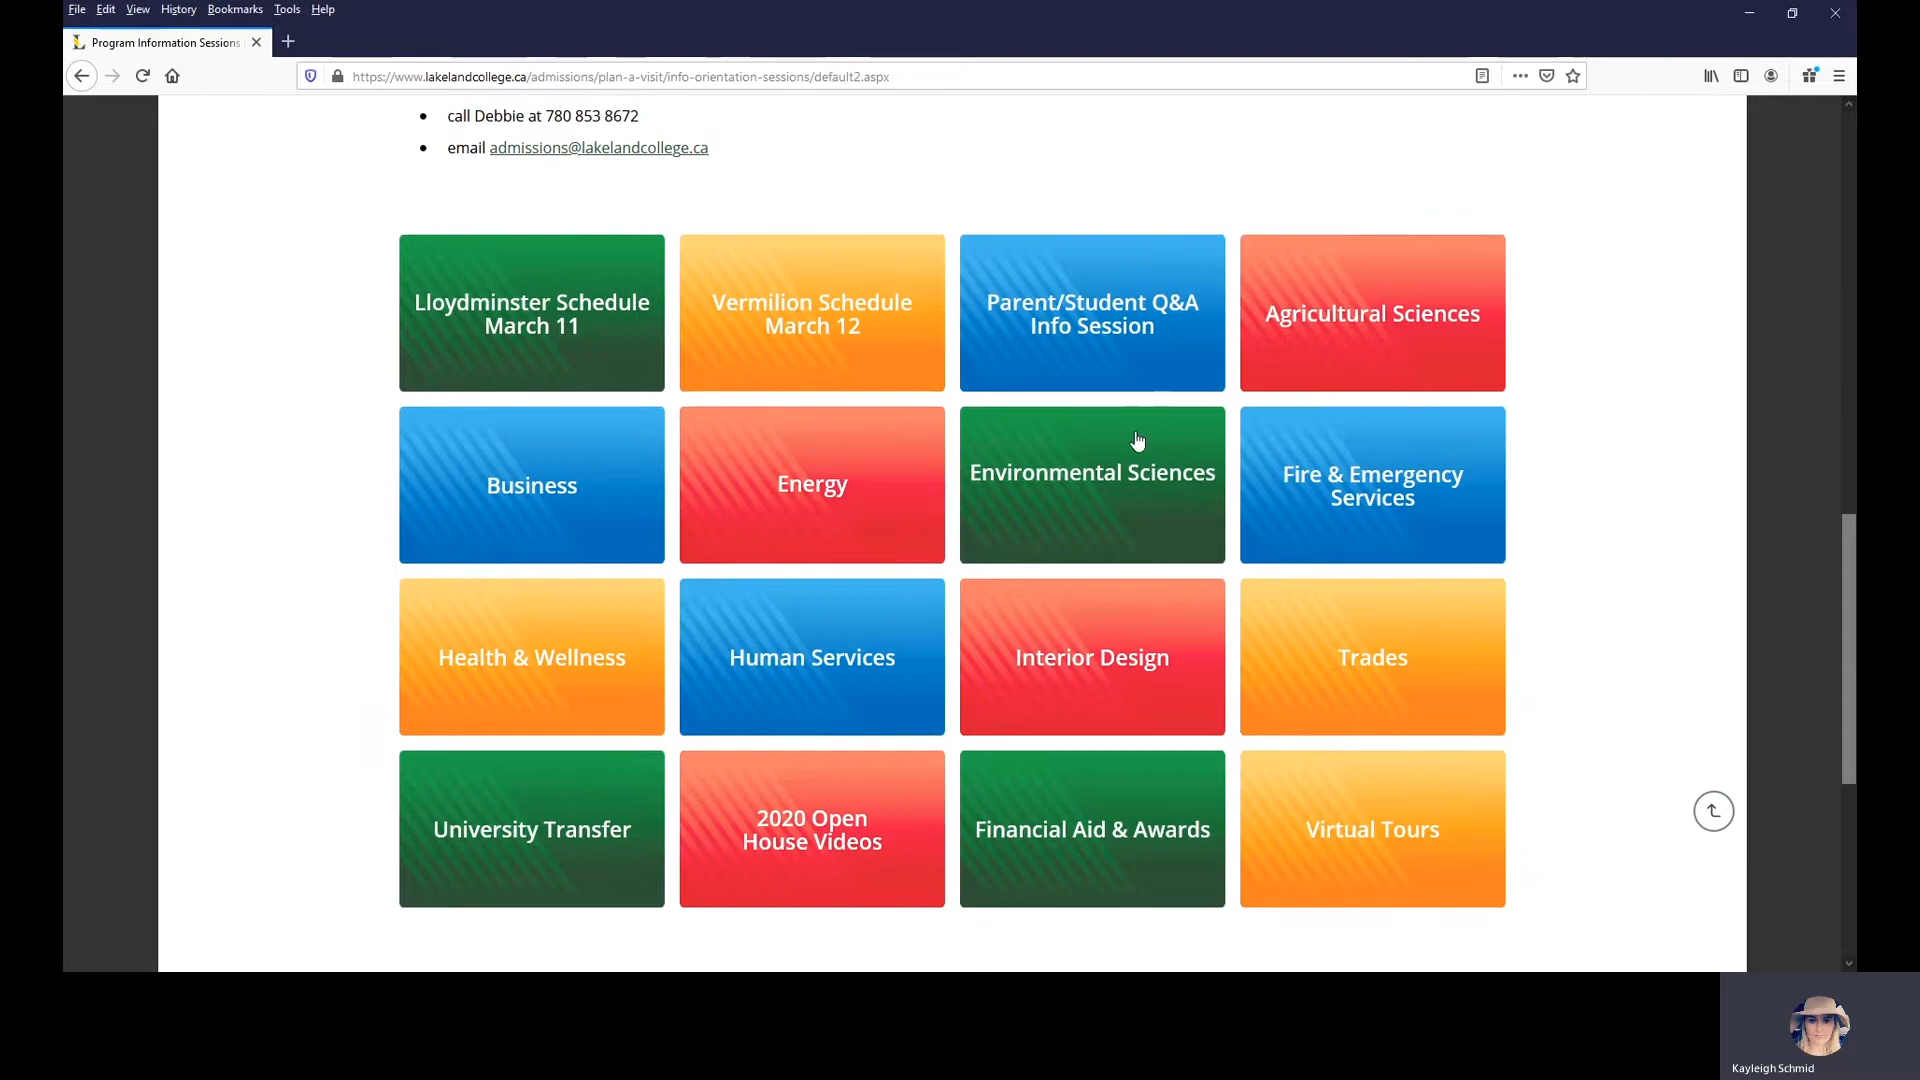 File Edit View History Bookmarks Tools Help
Program Information Sessions
https://www.lakelandcollege.ca/admissions/plan-a-visit/info-orientation-sessions/default2.aspx
call Debbie at 780 853 8672
email admissions@lakelandcollege.ca
Lloydminster Schedule
March 11
Vermilion Schedule
March 12
Parent/Student Q&A
Info Session
Agricultural Sciences
Business
Energy
Environmental Sciences
Fire & Emergency
Services
Health & Wellness
Human Services
Interior Design
Trades
University Transfer
2020 Open
House Videos
Financial Aid & Awards
Virtual Tours
Kayleigh Schmid